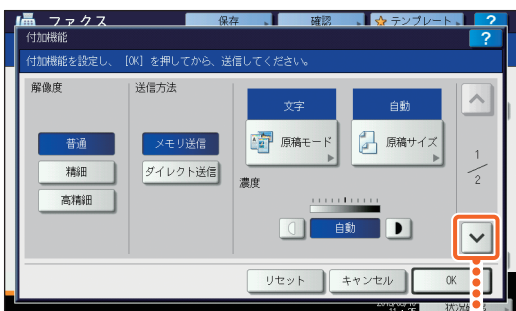 ファクス 保存 確認 テンプレート ?
付加機能 ?
付加機能を設定し、[OK] を押してから、送信してください。
解像度 送信方法
文字 自動
普通 メモリ送信 原稿モード 原稿サイズ
精細 ダイレクト送信
高精細
濃度
自動
1
2
リセット キャンセル OK